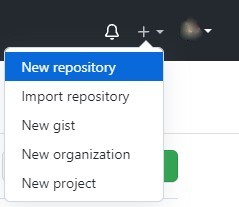 New repository
Import repository
New gist
New organization
New project